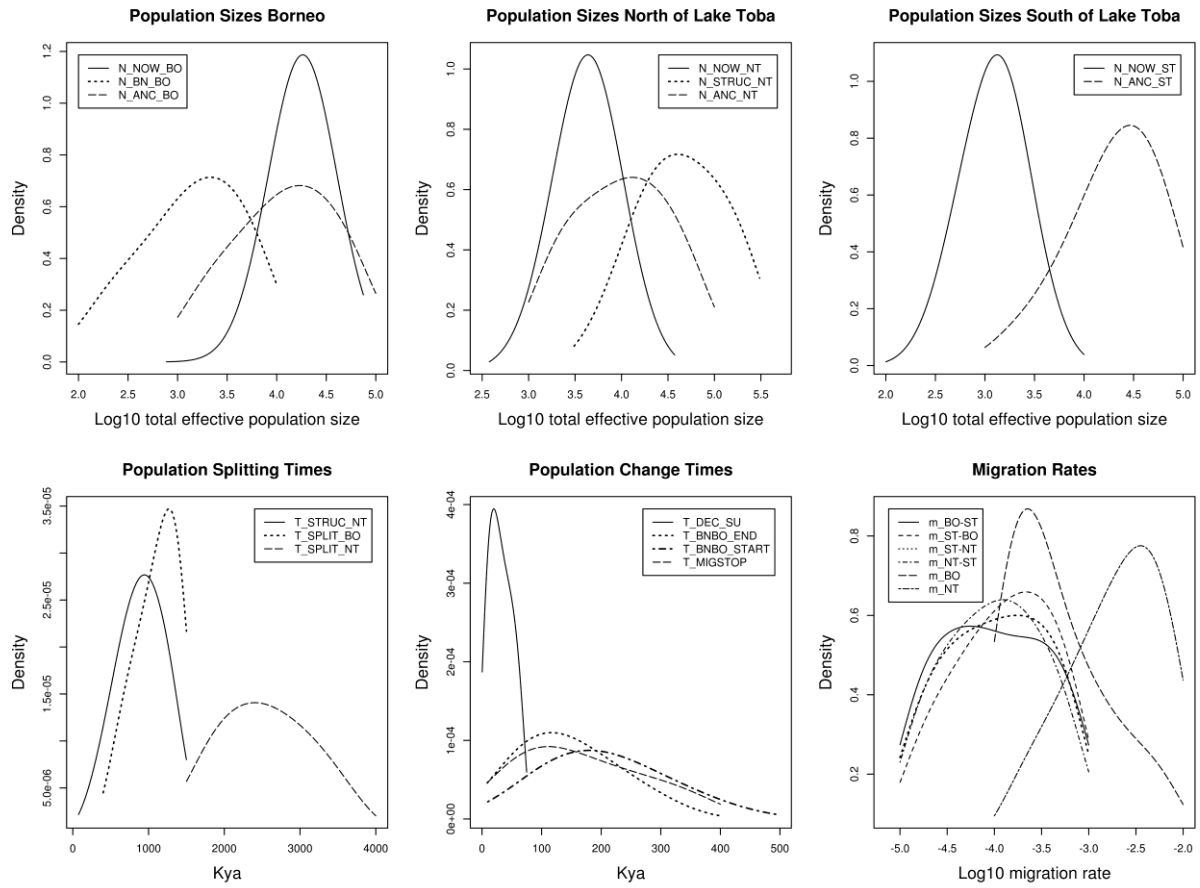 Population Sizes Borneo
N_NOW_BO
N_BN_BO
N_ANC_BO
Density
0.0 0.2 0.4 0.6 0.8 1.0 1.2
2.0 2.5 3.0 3.5 4.0 4.5 5.0
Log10 total effective population size
Population Sizes North of Lake Toba
N_NOW_NT
N_STRUC_NT
N_ANC_NT
Density
0.0 0.2 0.4 0.6 0.8 1.0
2.5 3.0 3.5 4.0 4.5 5.0 5.5
Log10 total effective population size
Population Sizes South of Lake Toba
N_NOW_ST
N_ANC_ST
Density
0.0 0.2 0.4 0.6 0.8 1.0
2.0 2.5 3.0 3.5 4.0 4.5 5.0
Log10 total effective population size
Population Splitting Times
T_STRUC_NT
T_SPLIT_BO
T_SPLIT_NT
Density
5.0e-06 1.5e-05 2.5e-05 3.5e-05
0 1000 2000 3000 4000
Kya
Population Change Times
T_DEC_SU
T_BNBO_END
T_BNBO_START
T_MIGSTOP
Density
0e+00 1e-04 2e-04 3e-04 4e-04
0 100 200 300 400 500
Kya
Migration Rates
m_BO-ST
m_ST-BO
m_ST-NT
m_NT-ST
m_BO
m_NT
Density
0.2 0.4 0.6 0.8
-5.0 -4.5 -4.0 -3.5 -3.0 -2.5 -2.0
Log10 migration rate